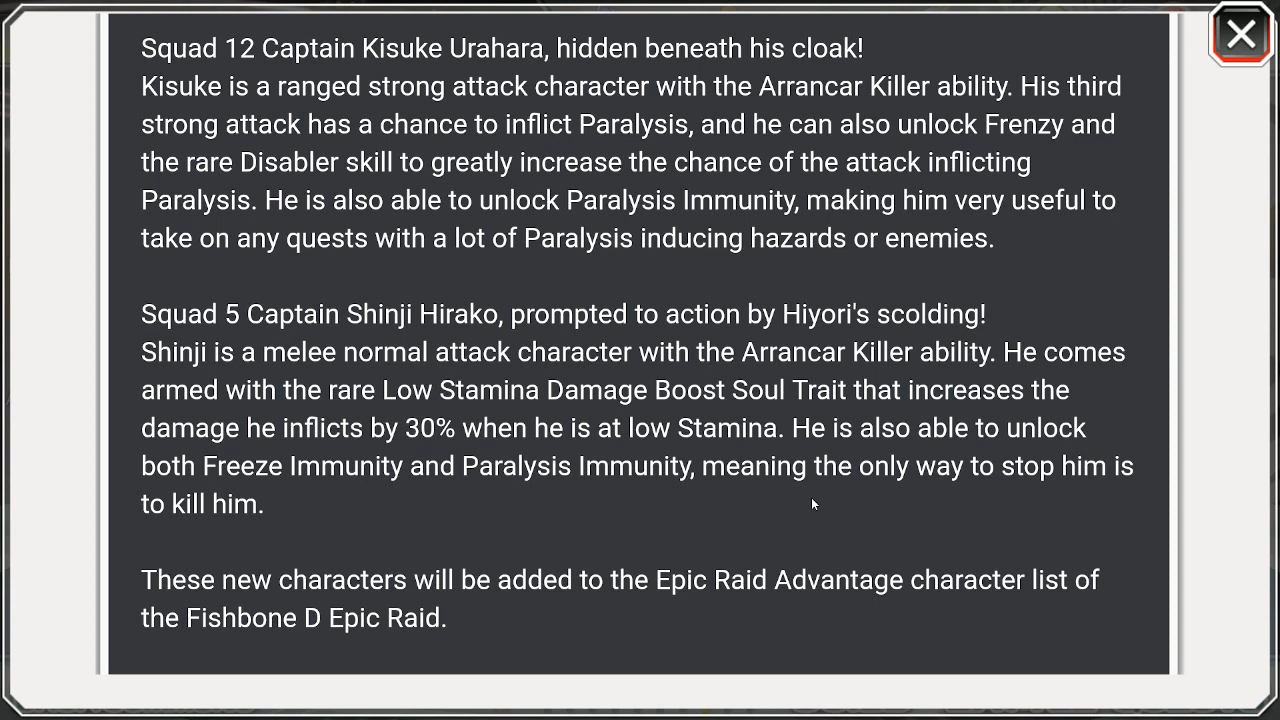 Squad 12 Captain Kisuke Urahara, hidden beneath his cloak!
Kisuke is a ranged strong attack character with the Arrancar Killer ability. His third
strong attack has a chance to inflict Paralysis, and he can also unlock Frenzy and
the rare Disabler skill to greatly increase the chance of the attack inflicting
Paralysis. He is also able to unlock Paralysis Immunity, making him very useful to
take on any quests with a lot of Paralysis inducing hazards or enemies.
Squad 5 Captain Shinji Hirako, prompted to action by Hiyori's scolding!
Shinji is a melee normal attack character with the Arrancar Killer ability. He comes
armed with the rare Low Stamina Damage Boost Soul Trait that increases the
damage he inflicts by 30% when he is at low Stamina. He is also able to unlock
both Freeze Immunity and Paralysis Immunity, meaning the only way to stop him is
to kill him.
These new characters will be added to the Epic Raid Advantage character list of
the Fishbone D Epic Raid.